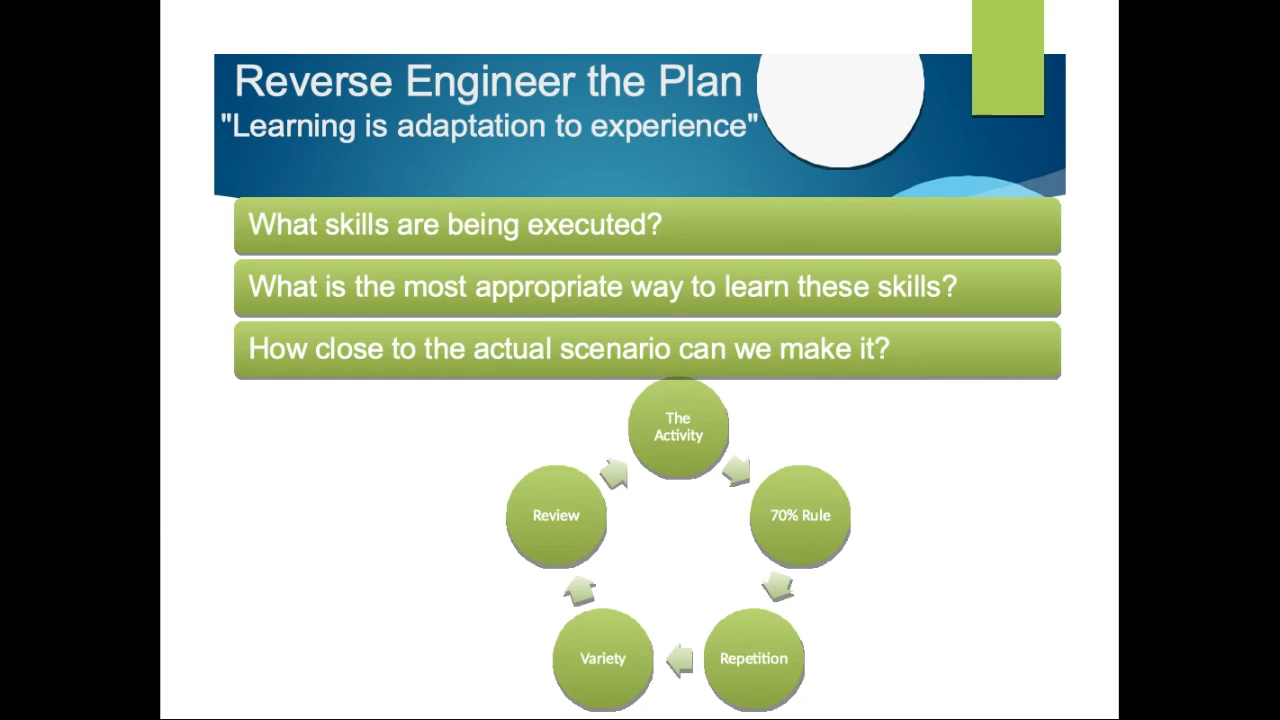 Reverse Engineer the Plan
"Learning is adaptation to experience"
What skills are being executed?
What is the most appropriate way to learn these skills?
How close to the actual scenario can we make it?
The
Activity
70% Rule
Repetition
Variety
Review